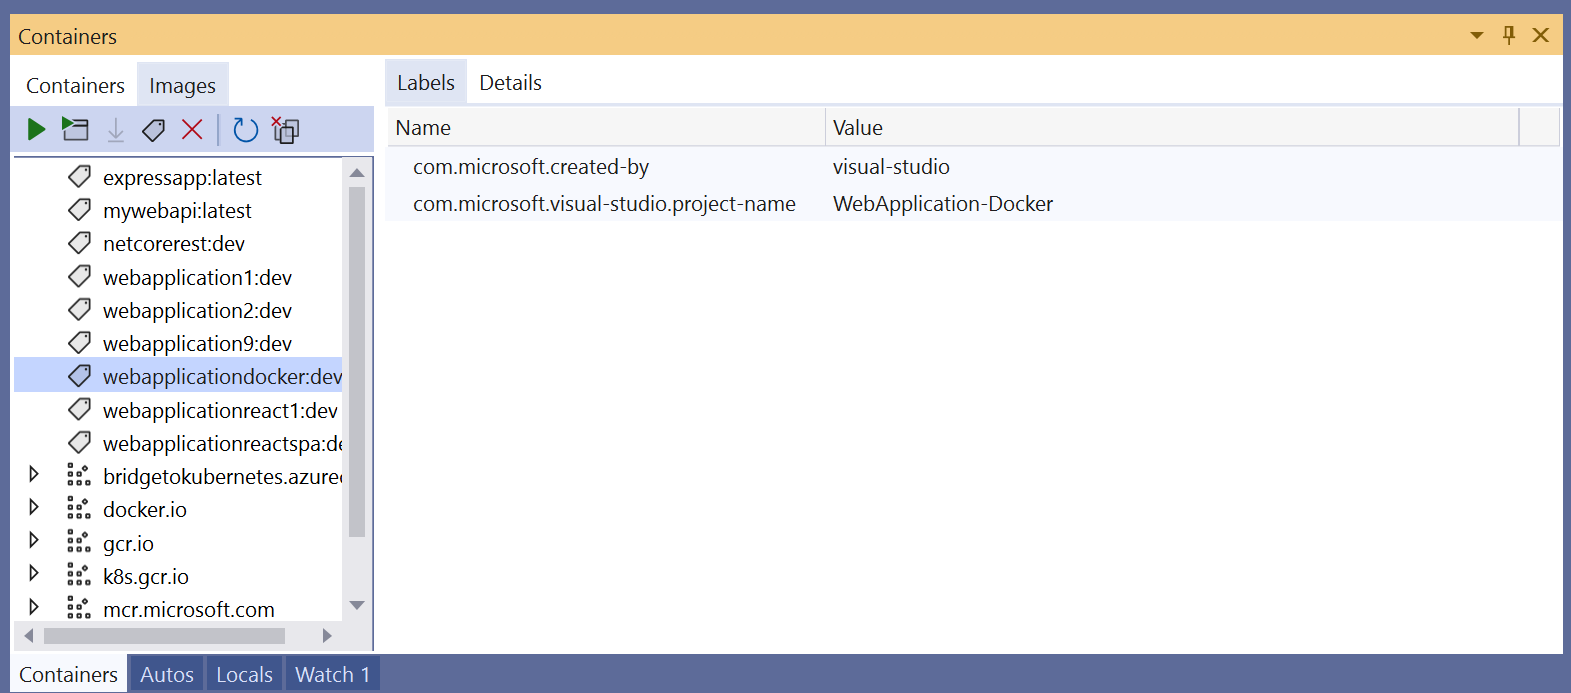 Containers
Containers Images
expressapp:latest
mywebapi:latest
netcorerest:dev
webapplication1:dev
webapplication2:dev
webapplication9:dev
webapplicationdocker:dev
webapplicationreact1:dev
webapplicationreactspa:de
bridgetokubernetes.azurec
docker.io
gcr.io
k8s.gcr.io
mcr.microsoft.com
Labels Details
Name Value
com.microsoft.created-by visual-studio
com.microsoft.visual-studio.project-name WebApplication-Docker
Containers Autos Locals Watch 1